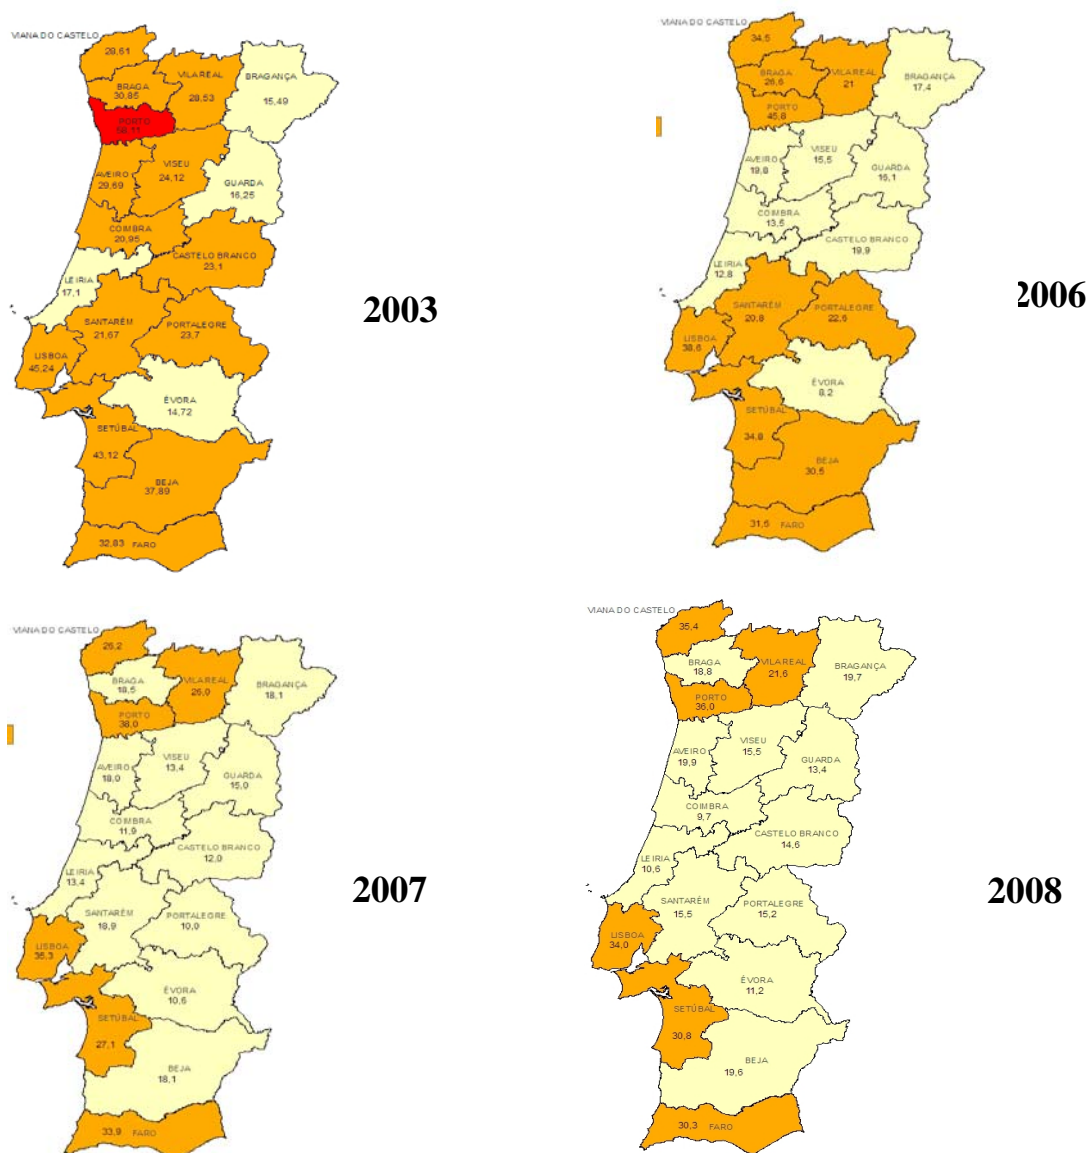 VIANA DO CASTELO
28,61
BRAGA
30,85
VILA REAL
28,53
BRAGANÇA
15,49
PORTO
AVEIRO
29,69
VISEU
24,12
GUARDA
16,25
COIMBRA
20,95
CASTELO BRANCO
23,1
LEIRIA
17,1
SANTARÉM
21,67
PORTALEGRE
23,7
LISBOA
45,24
ÉVORA
14,72
SETÚBAL
43,12
BEJA
37,89
32,83 FARO
2003
VIANA DO CASTELO
34,5
BRAGA
26,6
VILA REAL
21
BRAGANÇA
17,4
PORTO
45,8
AVEIRO
19,8
VISEU
15,5
GUARDA
COIMBRA
13,5
CASTELO BRANCO
19,9
LEIRIA
12,8
SANTARÉM
20,8
PORTALEGRE
22,6
LISBOA
38,6
ÉVORA
8,2
SETÚBAL
34,8
BEJA
30,5
FARO
2006
VIANA DO CASTELO
26,2
BRAGA
18,5
VILA REAL
26,0
BRAGANÇA
18,1
PORTO
38,0
AVEIRO
18,0
VISEU
13,4
GUARDA
15,0
COIMBRA
11,9
CASTELO BRANCO
12,0
LEIRIA
13,4
SANTARÉM
18,9
PORTALEGRE
10,0
LISBOA
ÉVORA
10,6
SETÚBAL
27,1
BEJA
18,1
33,9 FARO
2007
VIANA DO CASTELO
35,4
BRAGA
18,8
VILA REAL
21,6
BRAGANÇA
19,7
PORTO
36,0
AVEIRO
19,9
VISEU
15,5
GUARDA
13,4
COIMBRA
9,7
CASTELO BRANCO
14,6
LEIRIA
10,6
SANTARÉM
15,5
PORTALEGRE
15,2
LISBOA
34,0
ÉVORA
11,2
SETÚBAL
30,8
BEJA
19,6
30,3 FARO
2008